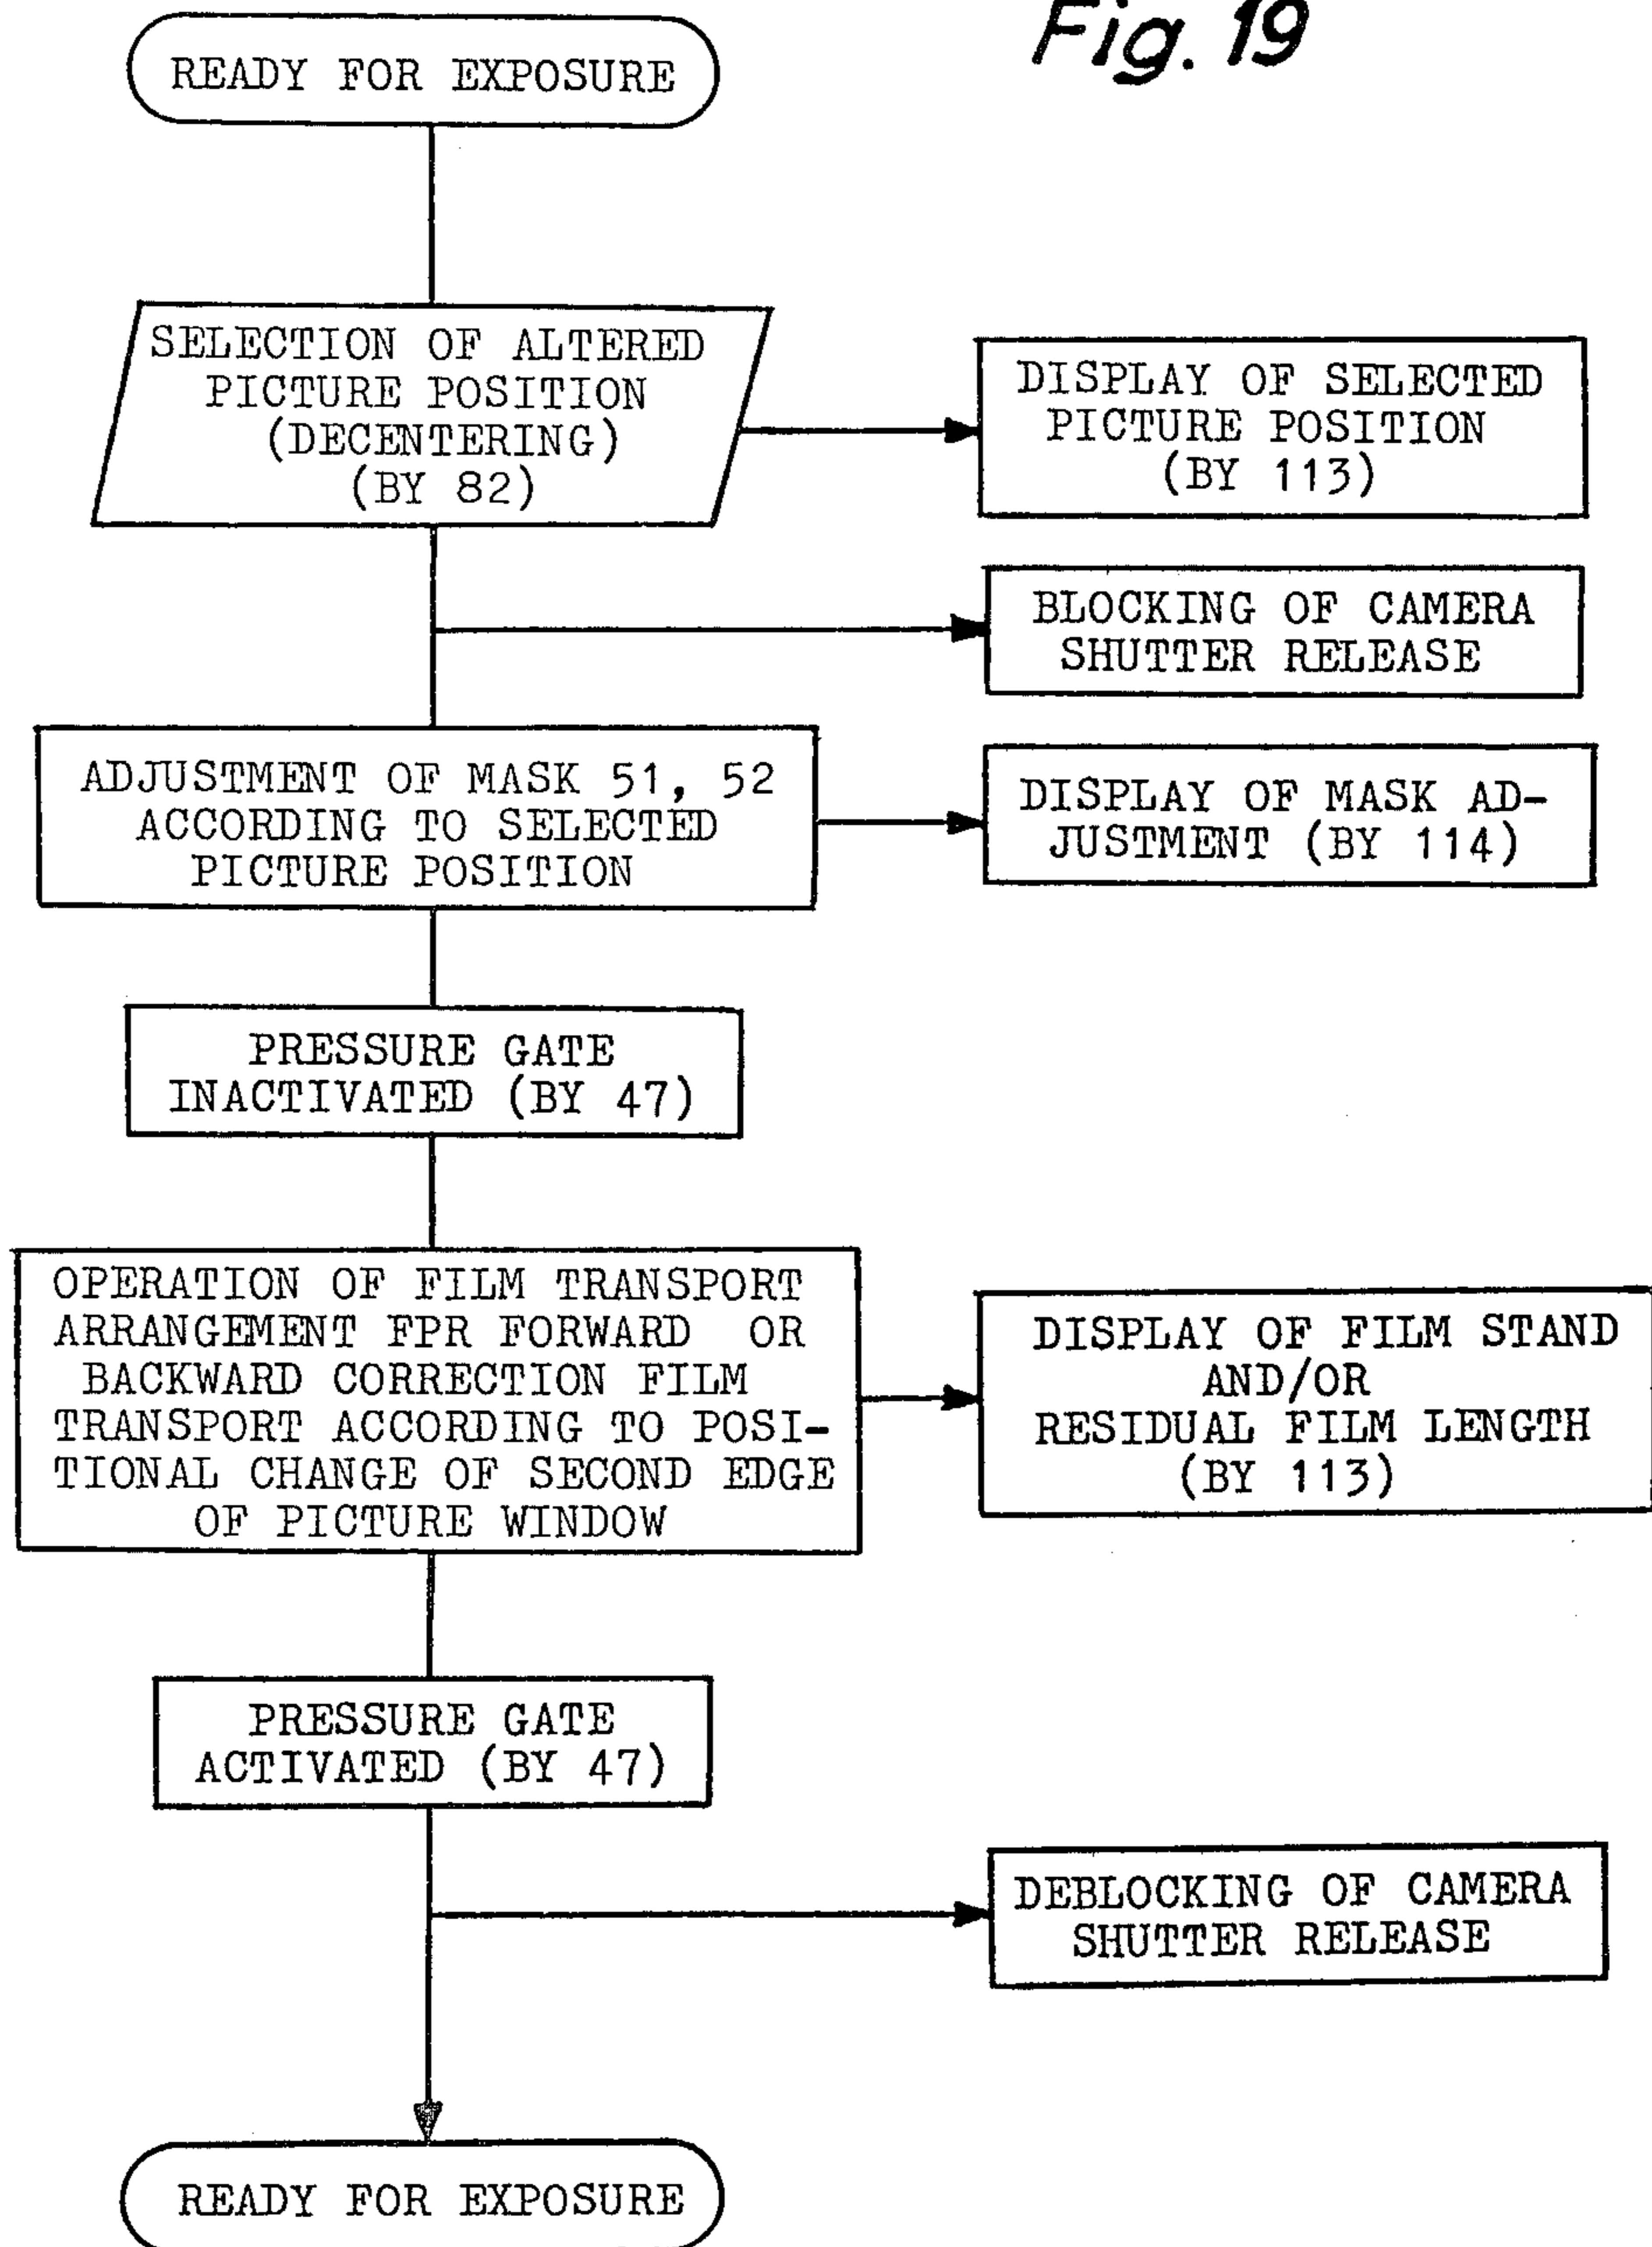 Fig. 19
READY FOR EXPOSURE
SELECTION OF ALTERED
PICTURE POSITION
(DECENTERING)
(BY 82)
DISPLAY OF SELECTED
PICTURE POSITION
(BY 113)
BLOCKING OF CAMERA
SHUTTER RELEASE
ADJUSTMENT OF MASK 51, 52
ACCORDING TO SELECTED
PICTURE POSITION
DISPLAY OF MASK AD-
JUSTMENT (BY 114)
PRESSURE GATE
INACTIVATED (BY 47)
OPERATION OF FILM TRANSPORT
ARRANGEMENT FPR FORWARD OR
BACKWARD CORRECTION FILM
TRANSPORT ACCORDING TO POSI-
TIONAL CHANGE OF SECOND EDGE
OF PICTURE WINDOW
DISPLAY OF FILM STAND
AND/OR
RESIDUAL FILM LENGTH
(BY 113)
PRESSURE GATE
ACTIVATED (BY 47)
DEBLOCKING OF CAMERA
SHUTTER RELEASE
READY FOR EXPOSURE